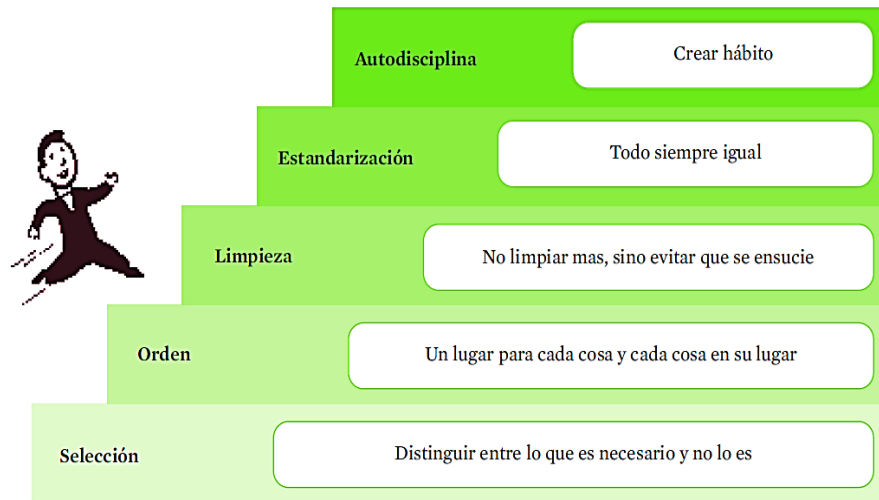 Autodisciplina
Crear hábito
Estandarización
Todo siempre igual
Limpieza
No limpiar mas, sino evitar que se ensucie
Orden
Un lugar para cada cosa y cada cosa en su lugar
Selección
Distinguir entre lo que es necesario y no lo es